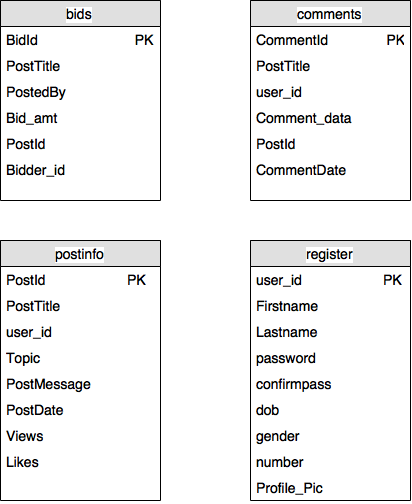 bids
BidId PK
PostTitle
PostedBy
Bid_amt
PostId
Bidder_id
comments
CommentId PK
PostTitle
user_id
Comment_data
PostId
CommentDate
postinfo
PostId PK
PostTitle
user_id
Topic
PostMessage
PostDate
Views
Likes
register
user_id PK
Firstname
Lastname
password
confirmpass
dob
gender
number
Profile_Pic